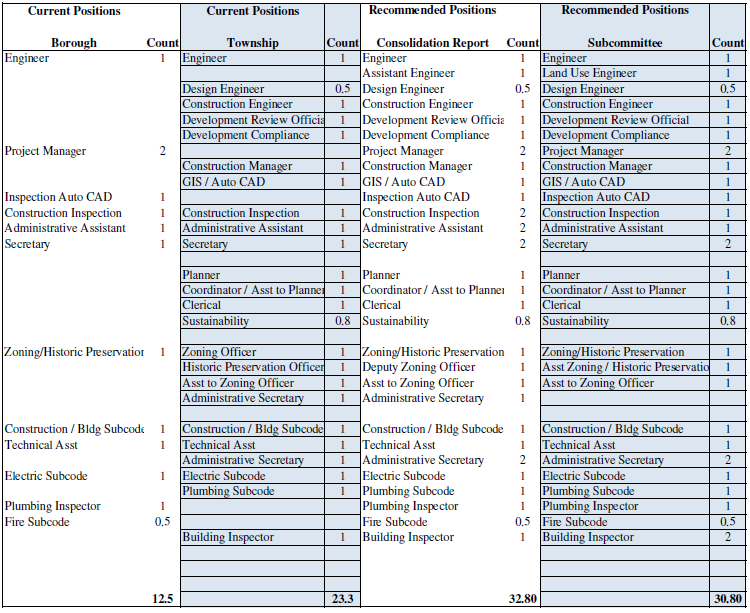 Current Positions Current Positions Recommended Positions Recommended Positions
Borough Count Township Count Consolidation Report Count Subcommittee Count
Engineer 1 Engineer 1 Engineer 1 Engineer 1
Assistant Engineer 1 Land Use Engineer 1
Design Engineer 0.5 Design Engineer 0.5 Design Engineer 0.5
Construction Engineer 1 Construction Engineer 1 Construction Engineer 1
Development Review Officia 1 Development Review Officia 1 Development Review Official 1
Development Compliance 1 Development Compliance 1 Development Compliance 1
Project Manager 2 Project Manager 2 Project Manager 2
Construction Manager 1 Construction Manager 1 Construction Manager 1
GIS / Auto CAD 1 GIS / Auto CAD 1 GIS / Auto CAD 1
Inspection Auto CAD 1 Inspection Auto CAD 1 Inspection Auto CAD 1
Construction Inspection 1 Construction Inspection 1 Construction Inspection 2 Construction Inspection 1
Administrative Assistant 1 Administrative Assistant 1 Administrative Assistant 2 Administrative Assistant 1
Secretary 1 Secretary 1 Secretary 2 Secretary 2
Planner 1 Planner 1 Planner 1
Coordinator / Asst to Planner 1 Coordinator / Asst to Planner 1 Coordinator / Asst to Planner 1
Clerical 1 Clerical 1 Clerical 1
Sustainability 0.8 Sustainability 0.8 Sustainability 0.8
Zoning/Historic Preservation 1 Zoning Officer 1 Zoning/Historic Preservation 1 Zoning/Historic Preservation 1
Historic Preservation Officer 1 Deputy Zoning Officer 1 Asst Zoning / Historic Preservatio 1
Asst to Zoning Officer 1 Asst to Zoning Officer 1 Asst to Zoning Officer 1
Administrative Secretary 1 Administrative Secretary 1
Construction / Bldg Subcode 1 Construction / Bldg Subcode 1 Construction / Bldg Subcode 1 Construction / Bldg Subcode 1
Technical Asst 1 Technical Asst 1 Technical Asst 1 Technical Asst 1
Administrative Secretary 1 Administrative Secretary 2 Administrative Secretary 2
Electric Subcode 1 Electric Subcode 1 Electric Subcode 1 Electric Subcode 1
Plumbing Subcode 1 Plumbing Subcode 1 Plumbing Subcode 1
Plumbing Inspector 1 Plumbing Inspector 1 Plumbing Inspector 1
Fire Subcode 0.5 Fire Subcode 0.5 Fire Subcode 0.5
Building Inspector 1 Building Inspector 1 Building Inspector 2
12.5 23.3 32.80 30.80